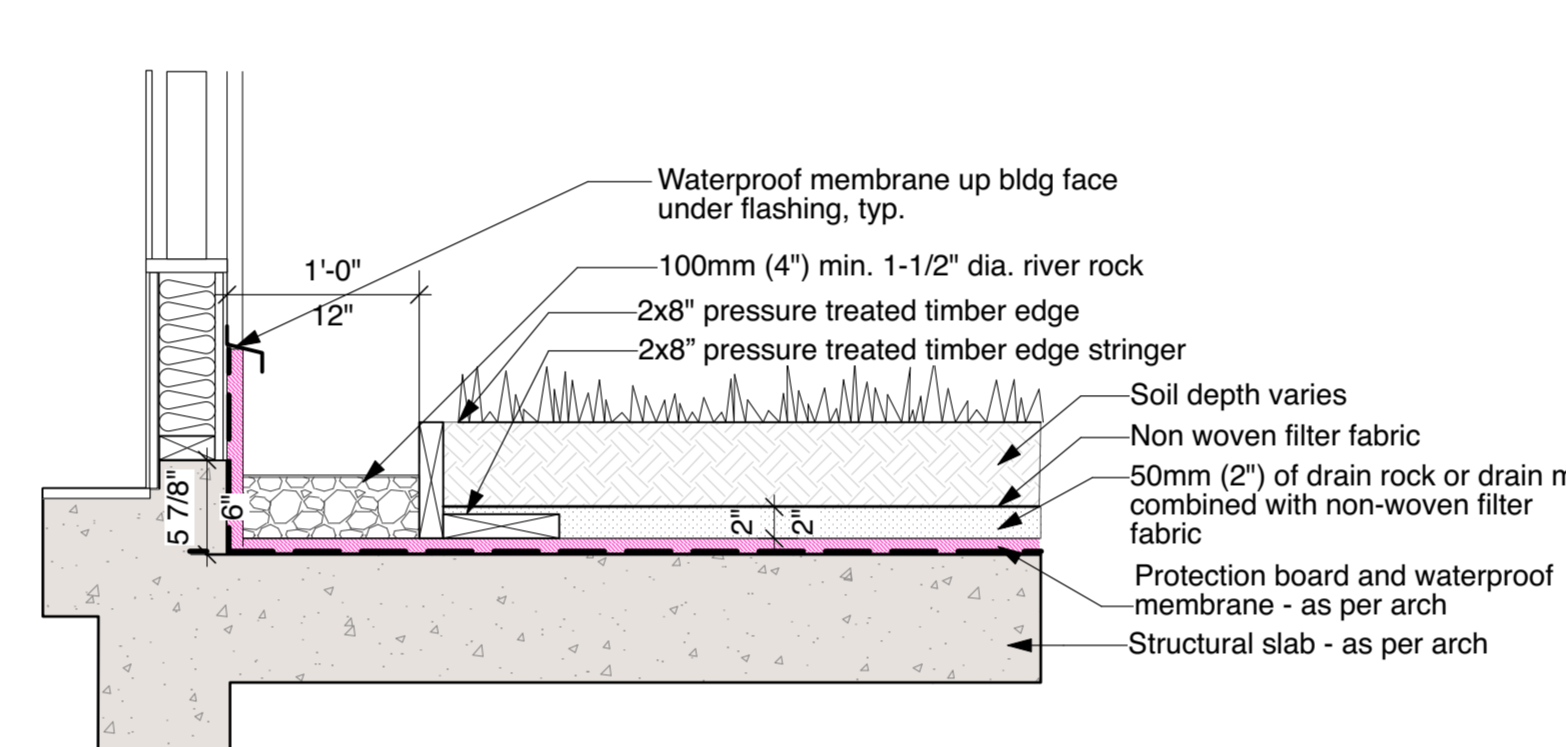 Waterproof membrane up bldg face
under flashing, typ.
1'-0"
12"
100mm (4") min. 1-1/2" dia. river rock
2x8" pressure treated timber edge
2x8” pressure treated timber edge stringer
Soil depth varies
Non woven filter fabric
50mm (2") of drain rock or drain m
combined with non-woven filter
fabric
5 7/8"
6"
2"
2"
Protection board and waterproof
membrane - as per arch
Structural slab - as per arch